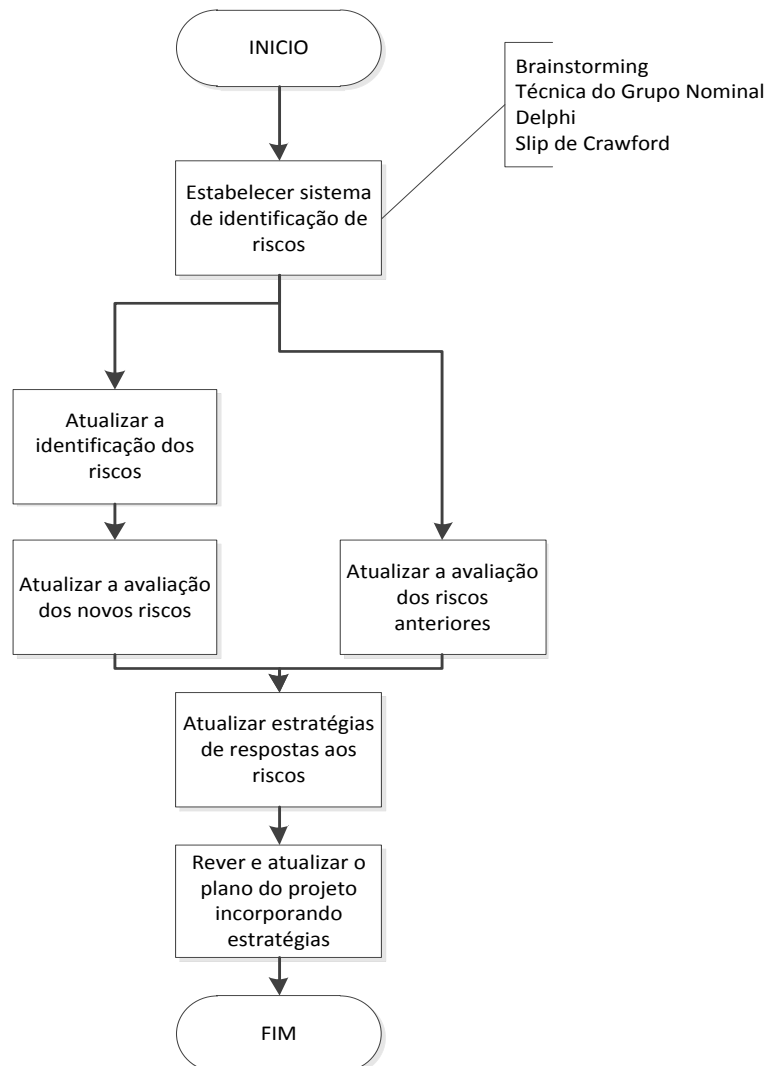 INICIO
Brainstorming
Técnica do Grupo Nominal
Delphi
Slip de Crawford
Estabelecer sistema
de identificação de
riscos
Atualizar a
identificação dos
riscos
Atualizar a avaliação
dos novos riscos
Atualizar a avaliação
dos riscos
anteriores
Atualizar estratégias
de respostas aos
riscos
Rever e atualizar o
plano do projeto
incorporando
estratégias
FIM